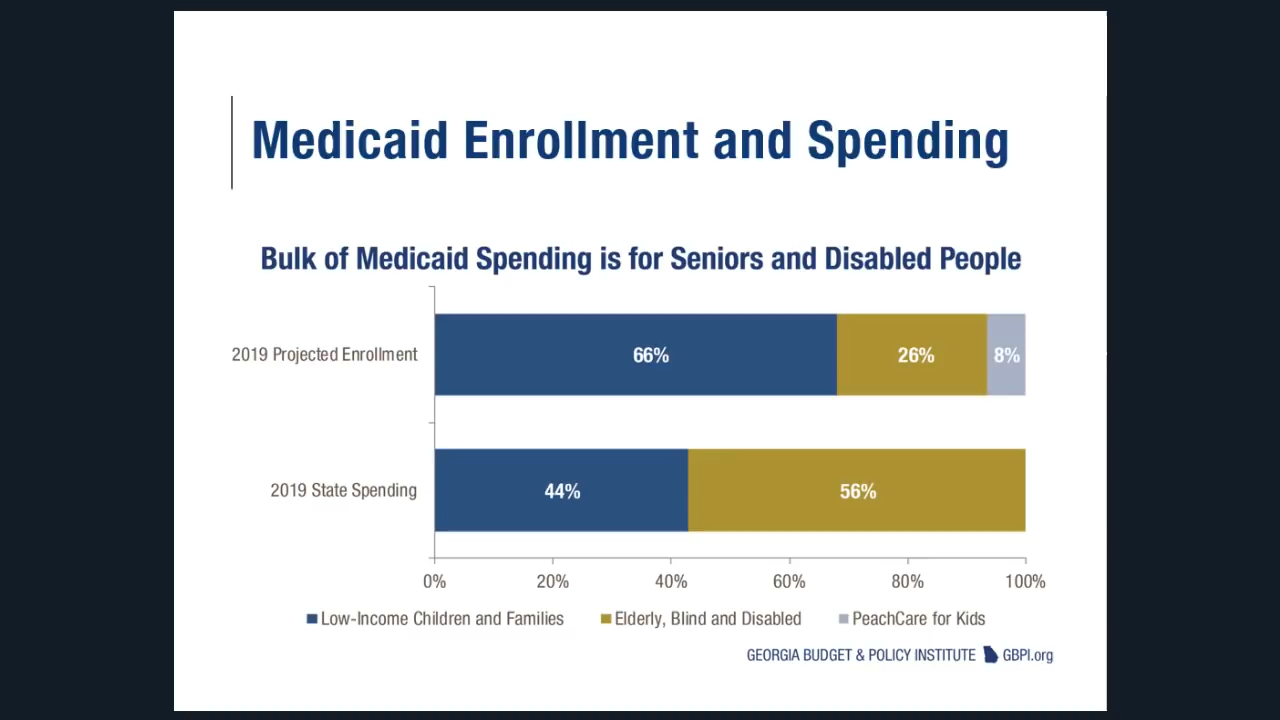 Medicaid Enrollment and Spending
Bulk of Medicaid Spending is for Seniors and Disabled People
2019 Projected Enrollment
66%
26%
8%
2019 State Spending
44%
56%
0%
20%
40%
60%
80%
100%
Low-Income Children and Families
Elderly, Blind and Disabled
PeachCare for Kids
GEORGIA BUDGET & POLICY INSTITUTE GBPI.org